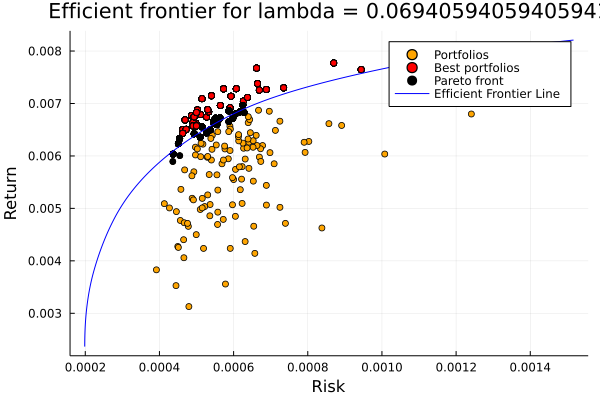 Efficient frontier for lambda = 0.0694059405940594
Portfolios
Best portfolios
Pareto front
Efficient Frontier Line
Return
0.008
0.007
0.006
0.005
0.004
0.003
0.0002 0.0004 0.0006 0.0008 0.0010 0.0012 0.0014
Risk